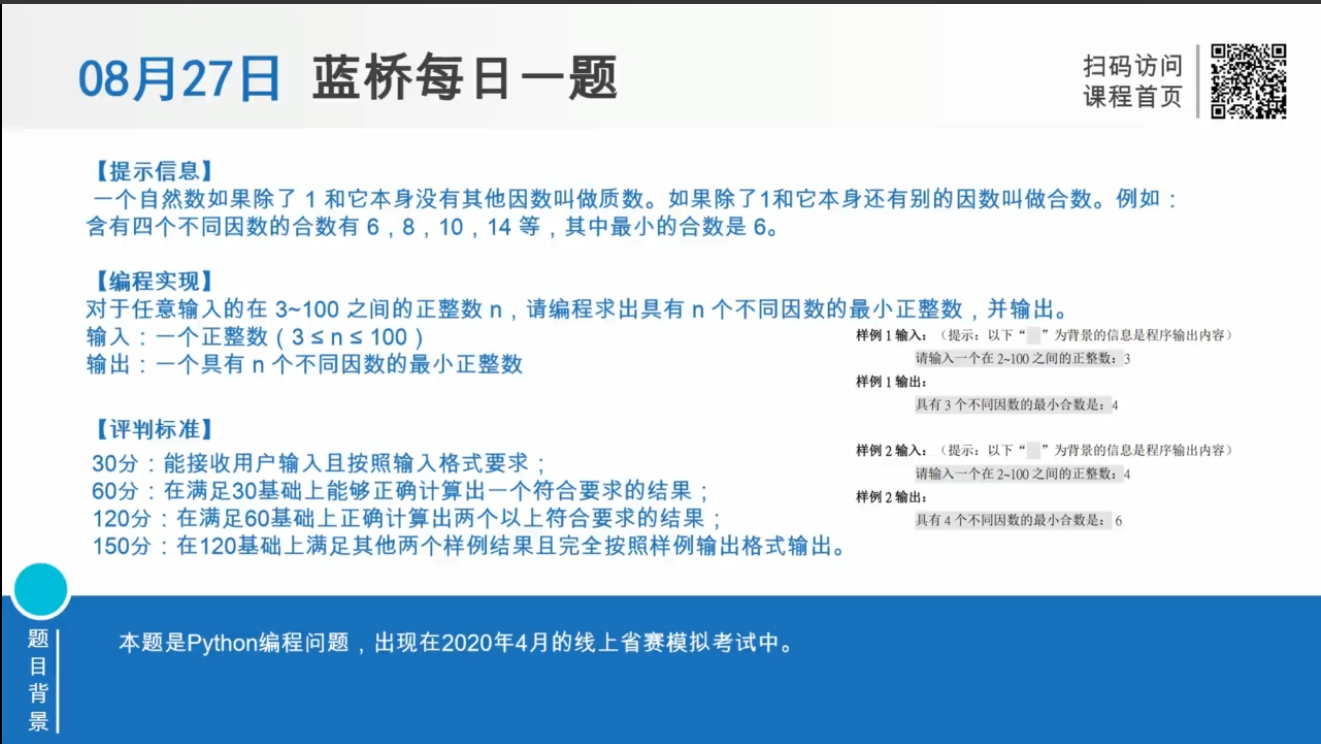 08月27日 蓝桥每日一题
扫码访问
课程首页
【提示信息】
一个自然数如果除了 1 和它本身没有其他因数叫做质数。如果除了1和它本身还有别的因数叫做合数。例如：
含有四个不同因数的合数有 6，8，10，14 等，其中最小的合数是 6。
【编程实现】
对于任意输入的在 3~100 之间的正整数 n，请编程求出具有 n 个不同因数的最小正整数，并输出。
输入：一个正整数（ 3 ≤ n ≤ 100 ）
输出：一个具有 n 个不同因数的最小正整数
样例 1 输入：（提示：以下“ ”为背景的信息是程序输出内容）
请输入一个在 2~100 之间的正整数：3
样例 1 输出：
具有 3 个不同因数的最小合数是：4
样例 2 输入：（提示：以下“ ”为背景的信息是程序输出内容）
请输入一个在 2~100 之间的正整数：4
样例 2 输出：
具有 4 个不同因数的最小合数是：6
【评判标准】
30分：能接收用户输入且按照输入格式要求；
60分：在满足30基础上能够正确计算出一个符合要求的结果；
120分：在满足60基础上正确计算出两个以上符合要求的结果；
150分：在120基础上满足其他两个样例结果且完全按照样例输出格式输出。
题目背景
本题是Python编程问题，出现在2020年4月的线上省赛模拟考试中。